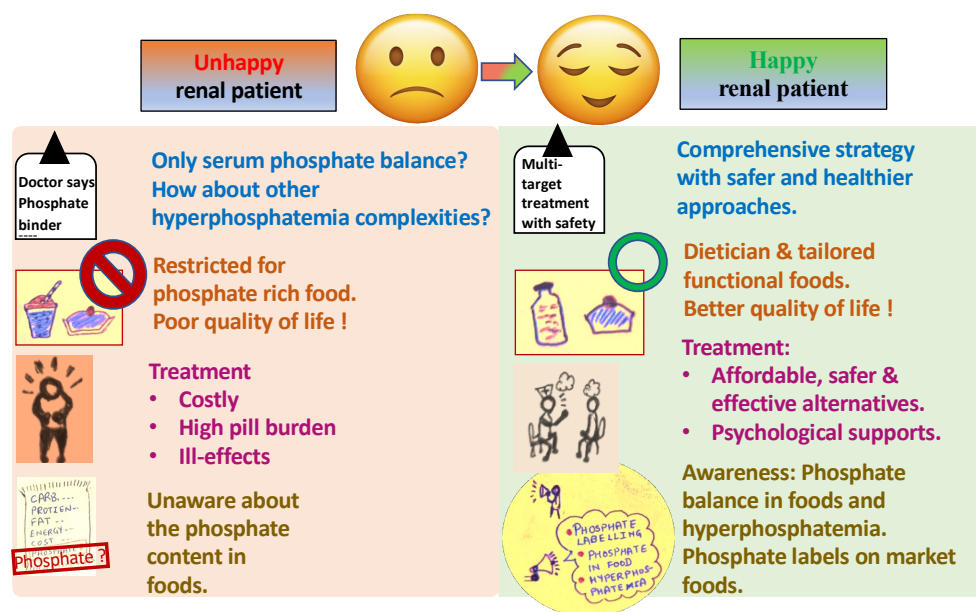 Unhappy
renal patient
Happy
renal patient
Doctor says
Phosphate
binder
----
Only serum phosphate balance?
How about other
hyperphosphatemia complexities?
Restricted for
phosphate rich food.
Poor quality of life !
Treatment
• Costly
• High pill burden
• Ill-effects
CARB...
PROTIEN--
FAT --
ENERGY--
COST --
PHOSPHATE
Phosphate ?
Unaware about
the phosphate
content in
foods.
Multi-
target
treatment
with safety
Comprehensive strategy
with safer and healthier
approaches.
Dietician & tailored
functional foods.
Better quality of life !
Treatment:
• Affordable, safer &
effective alternatives.
• Psychological supports.
• PHOSPHATE
LABELLING
• PHOSPHATE
IN FOOD
• HYPERPHOS-
PHATEMIA
Awareness: Phosphate
balance in foods and
hyperphosphatemia.
Phosphate labels on market
foods.